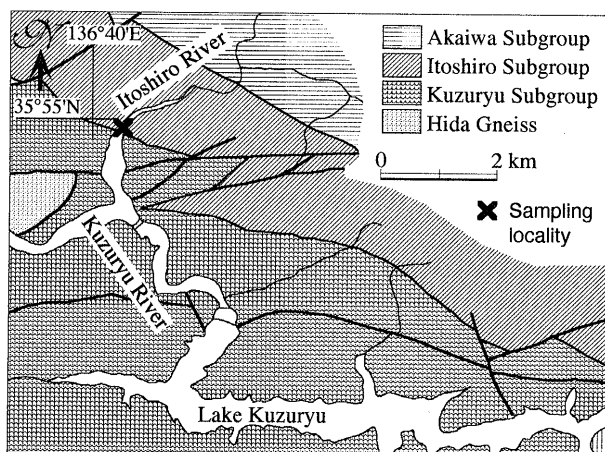 N
136°40'E
35°55'N
Itoshiro River
Kuzuryu River
Lake Kuzuryu
Akaiwa Subgroup
Itoshiro Subgroup
Kuzuryu Subgroup
Hida Gneiss
0 2 km
Sampling
locality